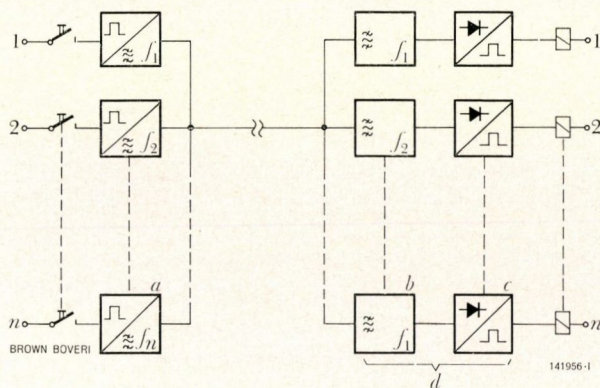 1 f₁ f₁ 1
2 f₂ f₂ 2
a b c
n fₙ f₁ n
BROWN BOVERI
d
141956·I